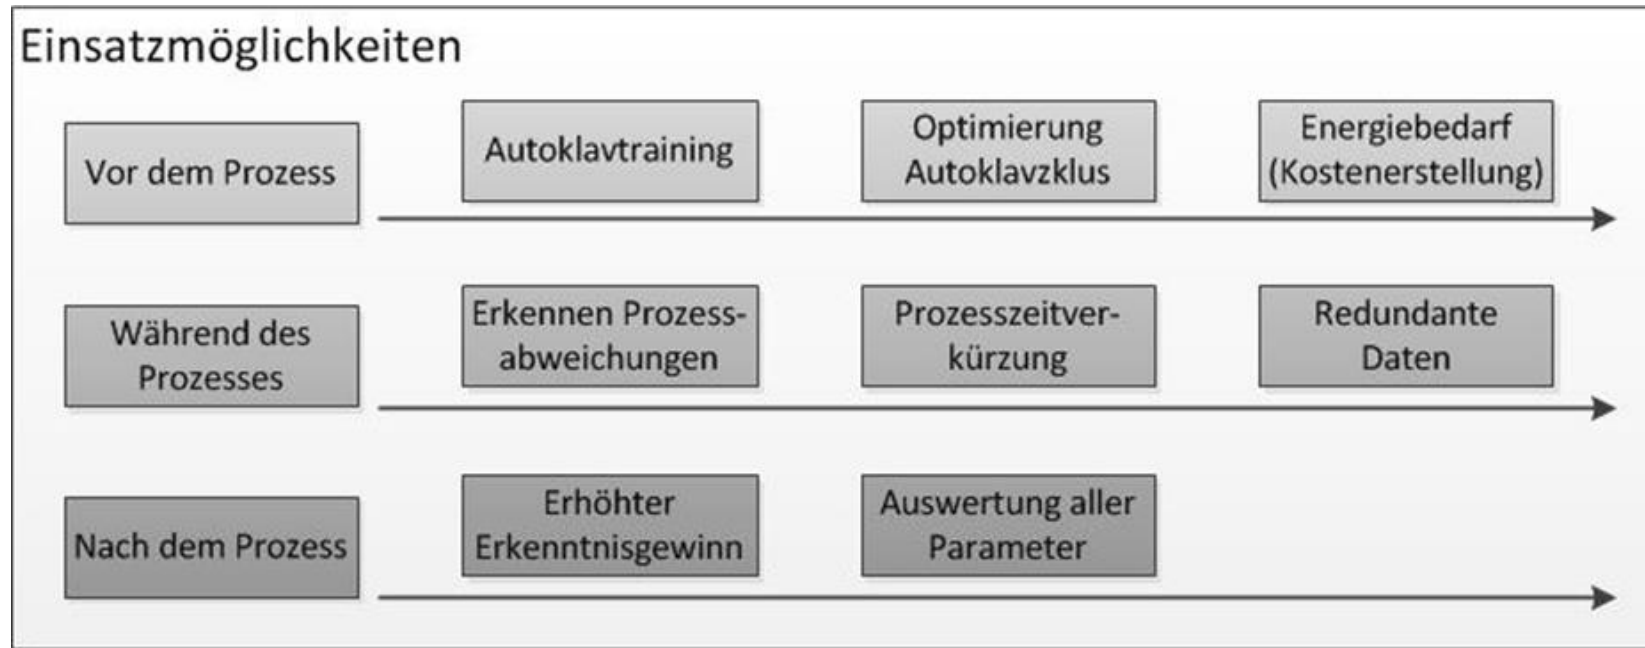 Einsatzmöglichkeiten
Vor dem Prozess
Autoklavtraining
Optimierung
Autoklavzklus
Energiebedarf
(Kostenerstellung)
Während des
Prozesses
Erkennen Prozess-
abweichungen
Prozesszeitver-
kürzung
Redundante
Daten
Nach dem Prozess
Erhöhter
Erkenntnisgewinn
Auswertung aller
Parameter